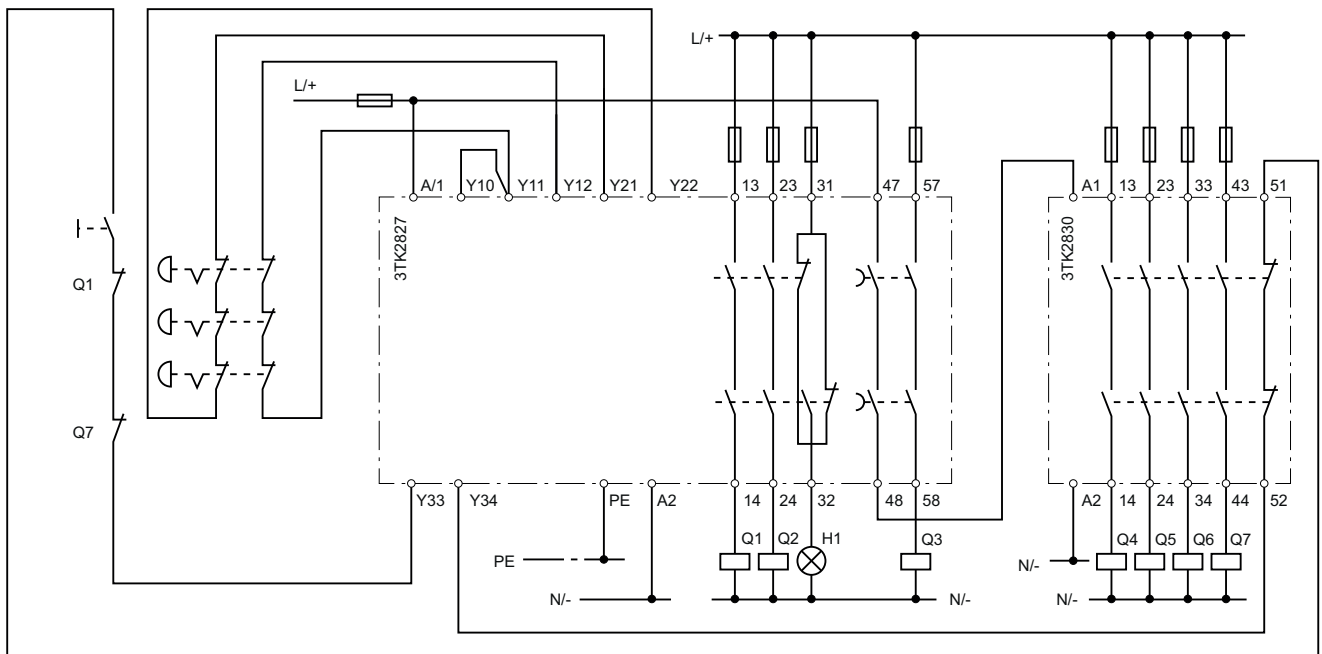 L/+
L/+
A/1 Y10 Y11 Y12 Y21 Y22 13 23 31 47 57 A1 13 23 33 43 51
3TK2827
3TK2830
Q1
Q7
Y33 Y34 PE A2 14 24 32 48 58 A2 14 24 34 44 52
Q1 Q2 H1 Q3 Q4 Q5 Q6 Q7
PE
N/-
N/- N/- N/-